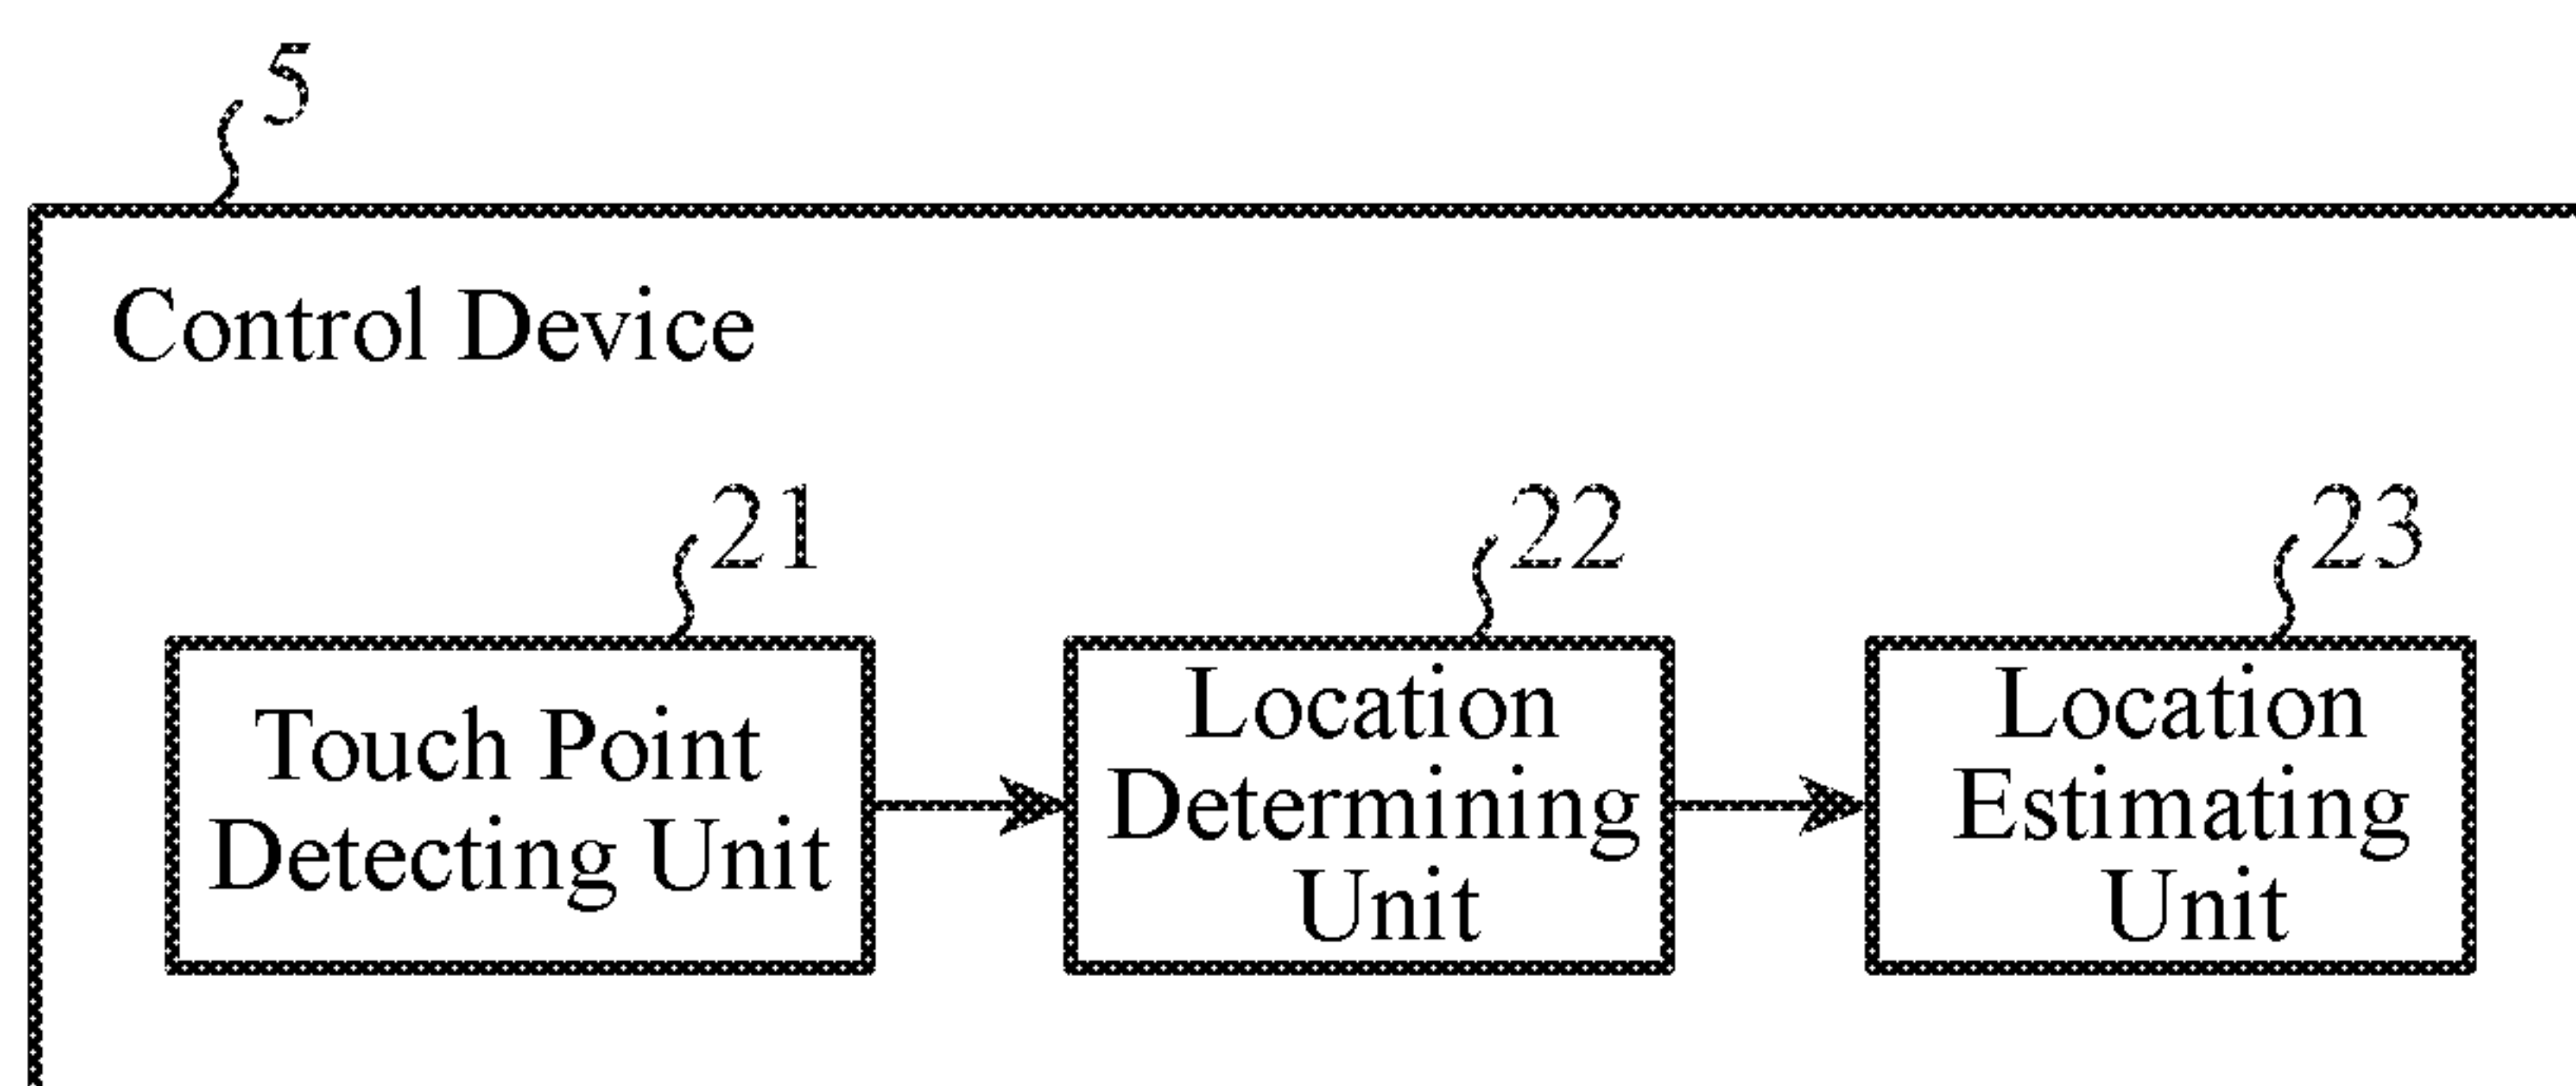 5
Control Device
21
22
23
Touch Point
Detecting Unit
Location
Determining
Unit
Location
Estimating
Unit